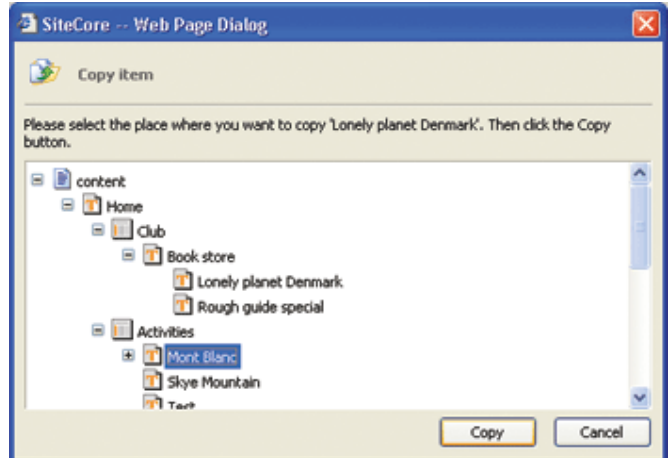 SiteCore -- Web Page Dialog
Copy item
Please select the place where you want to copy 'Lonely planet Denmark'. Then click the Copy
button.
content
Home
Club
Book store
Lonely planet Denmark
Rough guide special
Activities
Mont Blanc
Skye Mountain
Test
Copy Cancel